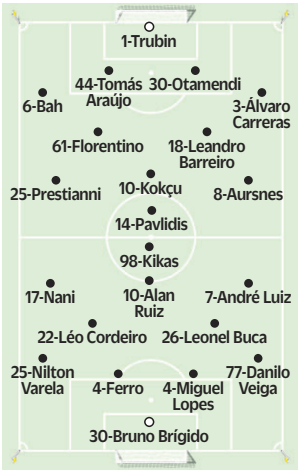 1-Trubin
44-Tomás
Araújo
30-Otamendi
6-Bah
3-Álvaro
Carreras
61-Florentino
18-Leandro
Barreiro
25-Prestianni
10-Kokçu
8-Aursnes
14-Pavlidis
98-Kikas
17-Nani
10-Alan
Ruiz
7-André Luiz
22-Léo Cordeiro
26-Leonel Buca
25-Nilton
Varela
4-Ferro
4-Miguel
Lopes
77-Danilo
Veiga
30-Bruno Brígido